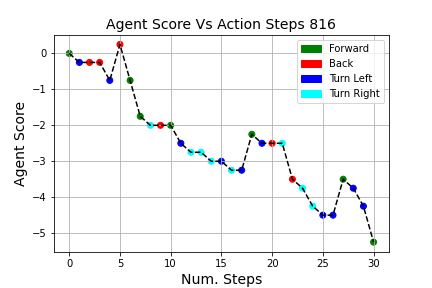 Agent Score Vs Action Steps 816
Forward
Back
Turn Left
Turn Right
Agent Score
0
−1
−2
−3
−4
−5
0 5 10 15 20 25 30
Num. Steps